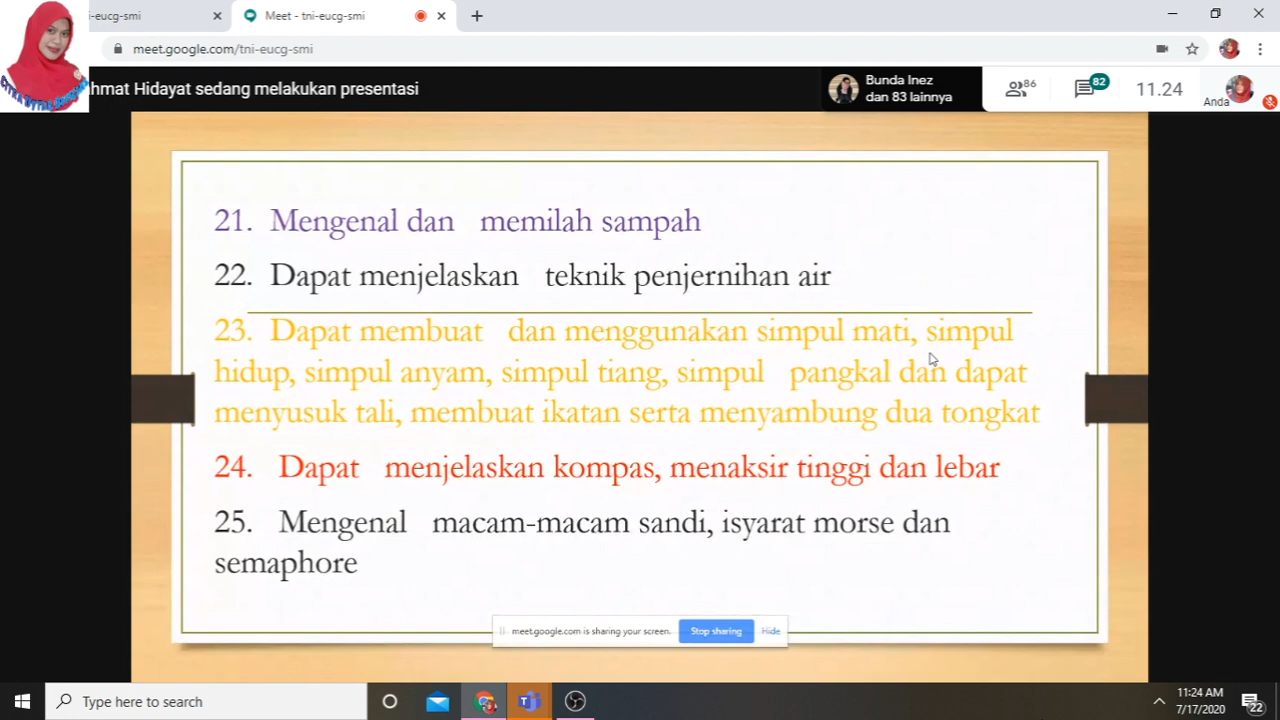 -eucg-smi
Meet - tni-eucg-smi
meet.google.com/tni-eucg-smi
hmat Hidayat sedang melakukan presentasi
Bunda Inez
dan 83 lainnya
86
82
11.24
Anda
21. Mengenal dan memilah sampah
22. Dapat menjelaskan teknik penjernihan air
23. Dapat membuat dan menggunakan simpul mati, simpul
hidup, simpul anyam, simpul tiang, simpul pangkal dan dapat
menyusuk tali, membuat ikatan serta menyambung dua tongkat
24. Dapat menjelaskan kompas, menaksir tinggi dan lebar
25. Mengenal macam-macam sandi, isyarat morse dan
semaphore
meet.google.com is sharing your screen.
Stop sharing
Hide
Type here to search
11:24 AM
7/17/2020
22